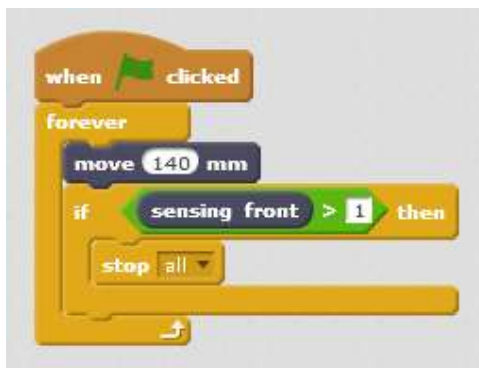 when clicked
forever
move 140 mm
if sensing front > 1 then
stop all